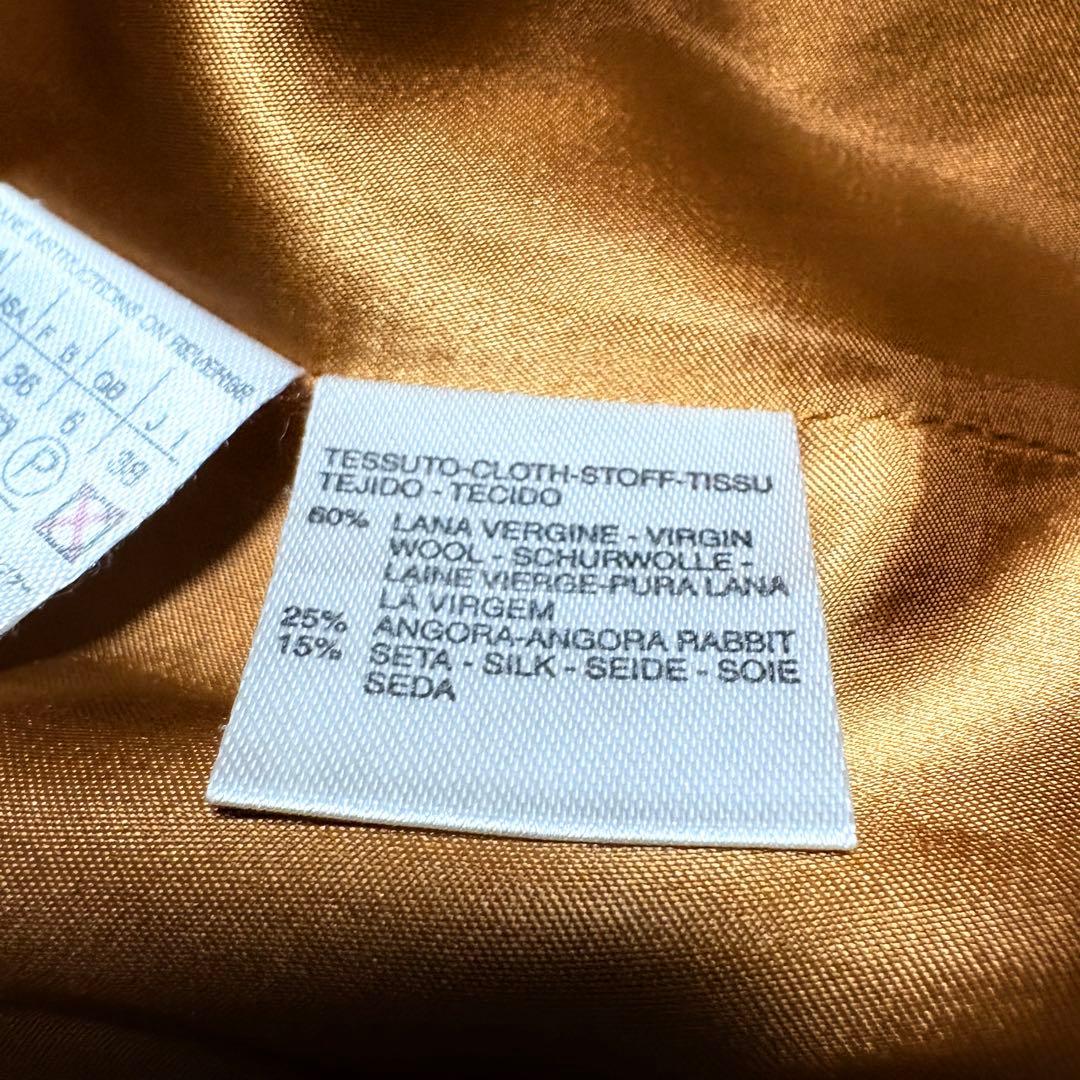 INSTRUCTIONS ON REVERSE
USA F B GB J I
36 6 38
P
TESSUTO-CLOTH-STOFF-TISSU
TEJIDO - TECIDO
60% LANA VERGINE - VIRGIN
WOOL - SCHURWOLLE -
LAINE VIERGE-PURA LANA
LÁ VIRGEM
25% ANGORA-ANGORA RABBIT
15% SETA - SILK - SEIDE - SOIE
SEDA